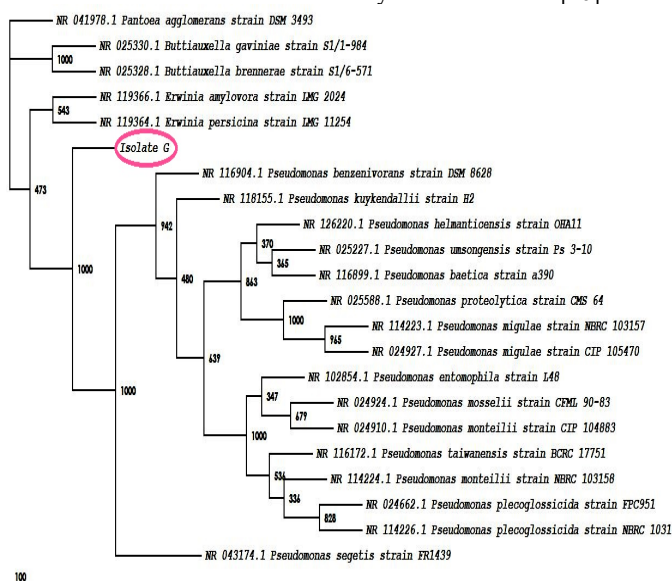 NR 041978.1 Pantoea agglomerans strain DSM 3493
NR 025330.1 Buttiauxella gaviniae strain S1/1-984
1000
NR 025328.1 Buttiauxella brennerae strain S1/6-571
NR 119366.1 Erwinia amylovora strain LMG 2024
543
NR 119364.1 Erwinia persicina strain LMG 11254
Isolate G
NR 116904.1 Pseudomonas benzenivorans strain DSM 8628
473
NR 118155.1 Pseudomonas kuykendallii strain H2
942
NR 126220.1 Pseudomonas helmanticensis strain OHA11
370
NR 025227.1 Pseudomonas umsongensis strain Ps 3-10
365
1000
NR 116899.1 Pseudomonas baetica strain a390
480
863
NR 025588.1 Pseudomonas proteolytica strain CMS 64
1000
NR 114223.1 Pseudomonas migulae strain NBRC 103157
965
NR 024927.1 Pseudomonas migulae strain CIP 105470
639
NR 102854.1 Pseudomonas entomophila strain L48
1000
347
NR 024924.1 Pseudomonas mosselii strain CFML 90-83
679
NR 024910.1 Pseudomonas monteilii strain CIP 104883
1000
NR 116172.1 Pseudomonas taiwanensis strain BCRC 17751
536
NR 114224.1 Pseudomonas monteilii strain NBRC 103158
336
NR 024662.1 Pseudomonas plecoglossicida strain FPC951
828
NR 114226.1 Pseudomonas plecoglossicida strain NBRC 1031
NR 043174.1 Pseudomonas segetis strain FR1439
100